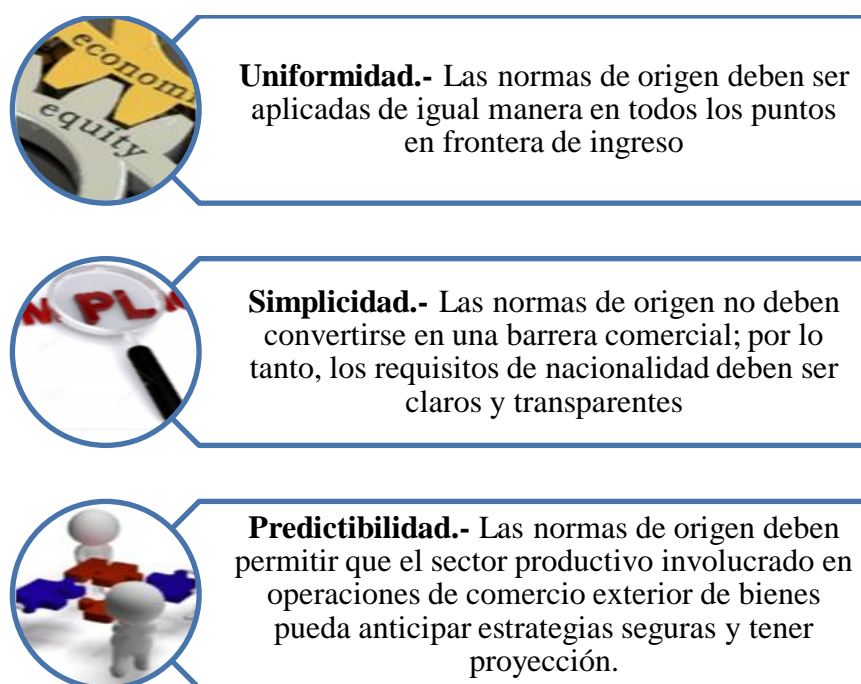 economi
equity
Uniformidad.- Las normas de origen deben ser
aplicadas de igual manera en todos los puntos
en frontera de ingreso
PL
Simplicidad.- Las normas de origen no deben
convertirse en una barrera comercial; por lo
tanto, los requisitos de nacionalidad deben ser
claros y transparentes
Predictibilidad.- Las normas de origen deben
permitir que el sector productivo involucrado en
operaciones de comercio exterior de bienes
pueda anticipar estrategias seguras y tener
proyección.